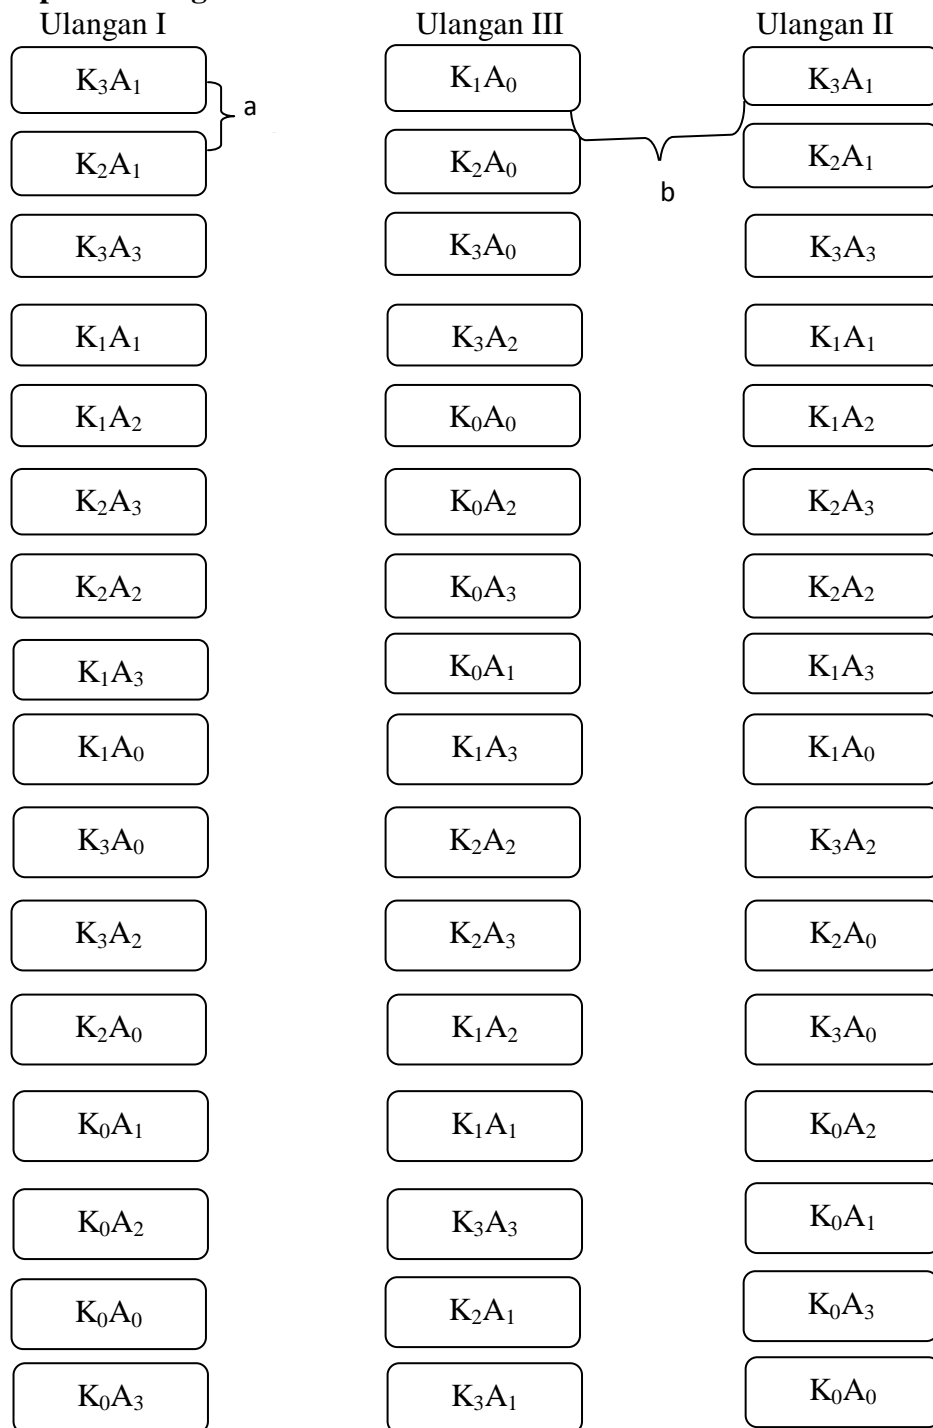 Ulangan I Ulangan III Ulangan II
K₃A₁ K₁A₀ K₃A₁
a
K₂A₁ K₂A₀ K₂A₁
b
K₃A₃ K₃A₀ K₃A₃
K₁A₁ K₃A₂ K₁A₁
K₁A₂ K₀A₀ K₁A₂
K₂A₃ K₀A₂ K₂A₃
K₂A₂ K₀A₃ K₂A₂
K₁A₃ K₀A₁ K₁A₃
K₁A₀ K₁A₃ K₁A₀
K₃A₀ K₂A₂ K₃A₂
K₃A₂ K₂A₃ K₂A₀
K₂A₀ K₁A₂ K₃A₀
K₀A₁ K₁A₁ K₀A₂
K₀A₂ K₃A₃ K₀A₁
K₀A₀ K₂A₁ K₀A₃
K₀A₃ K₃A₁ K₀A₀